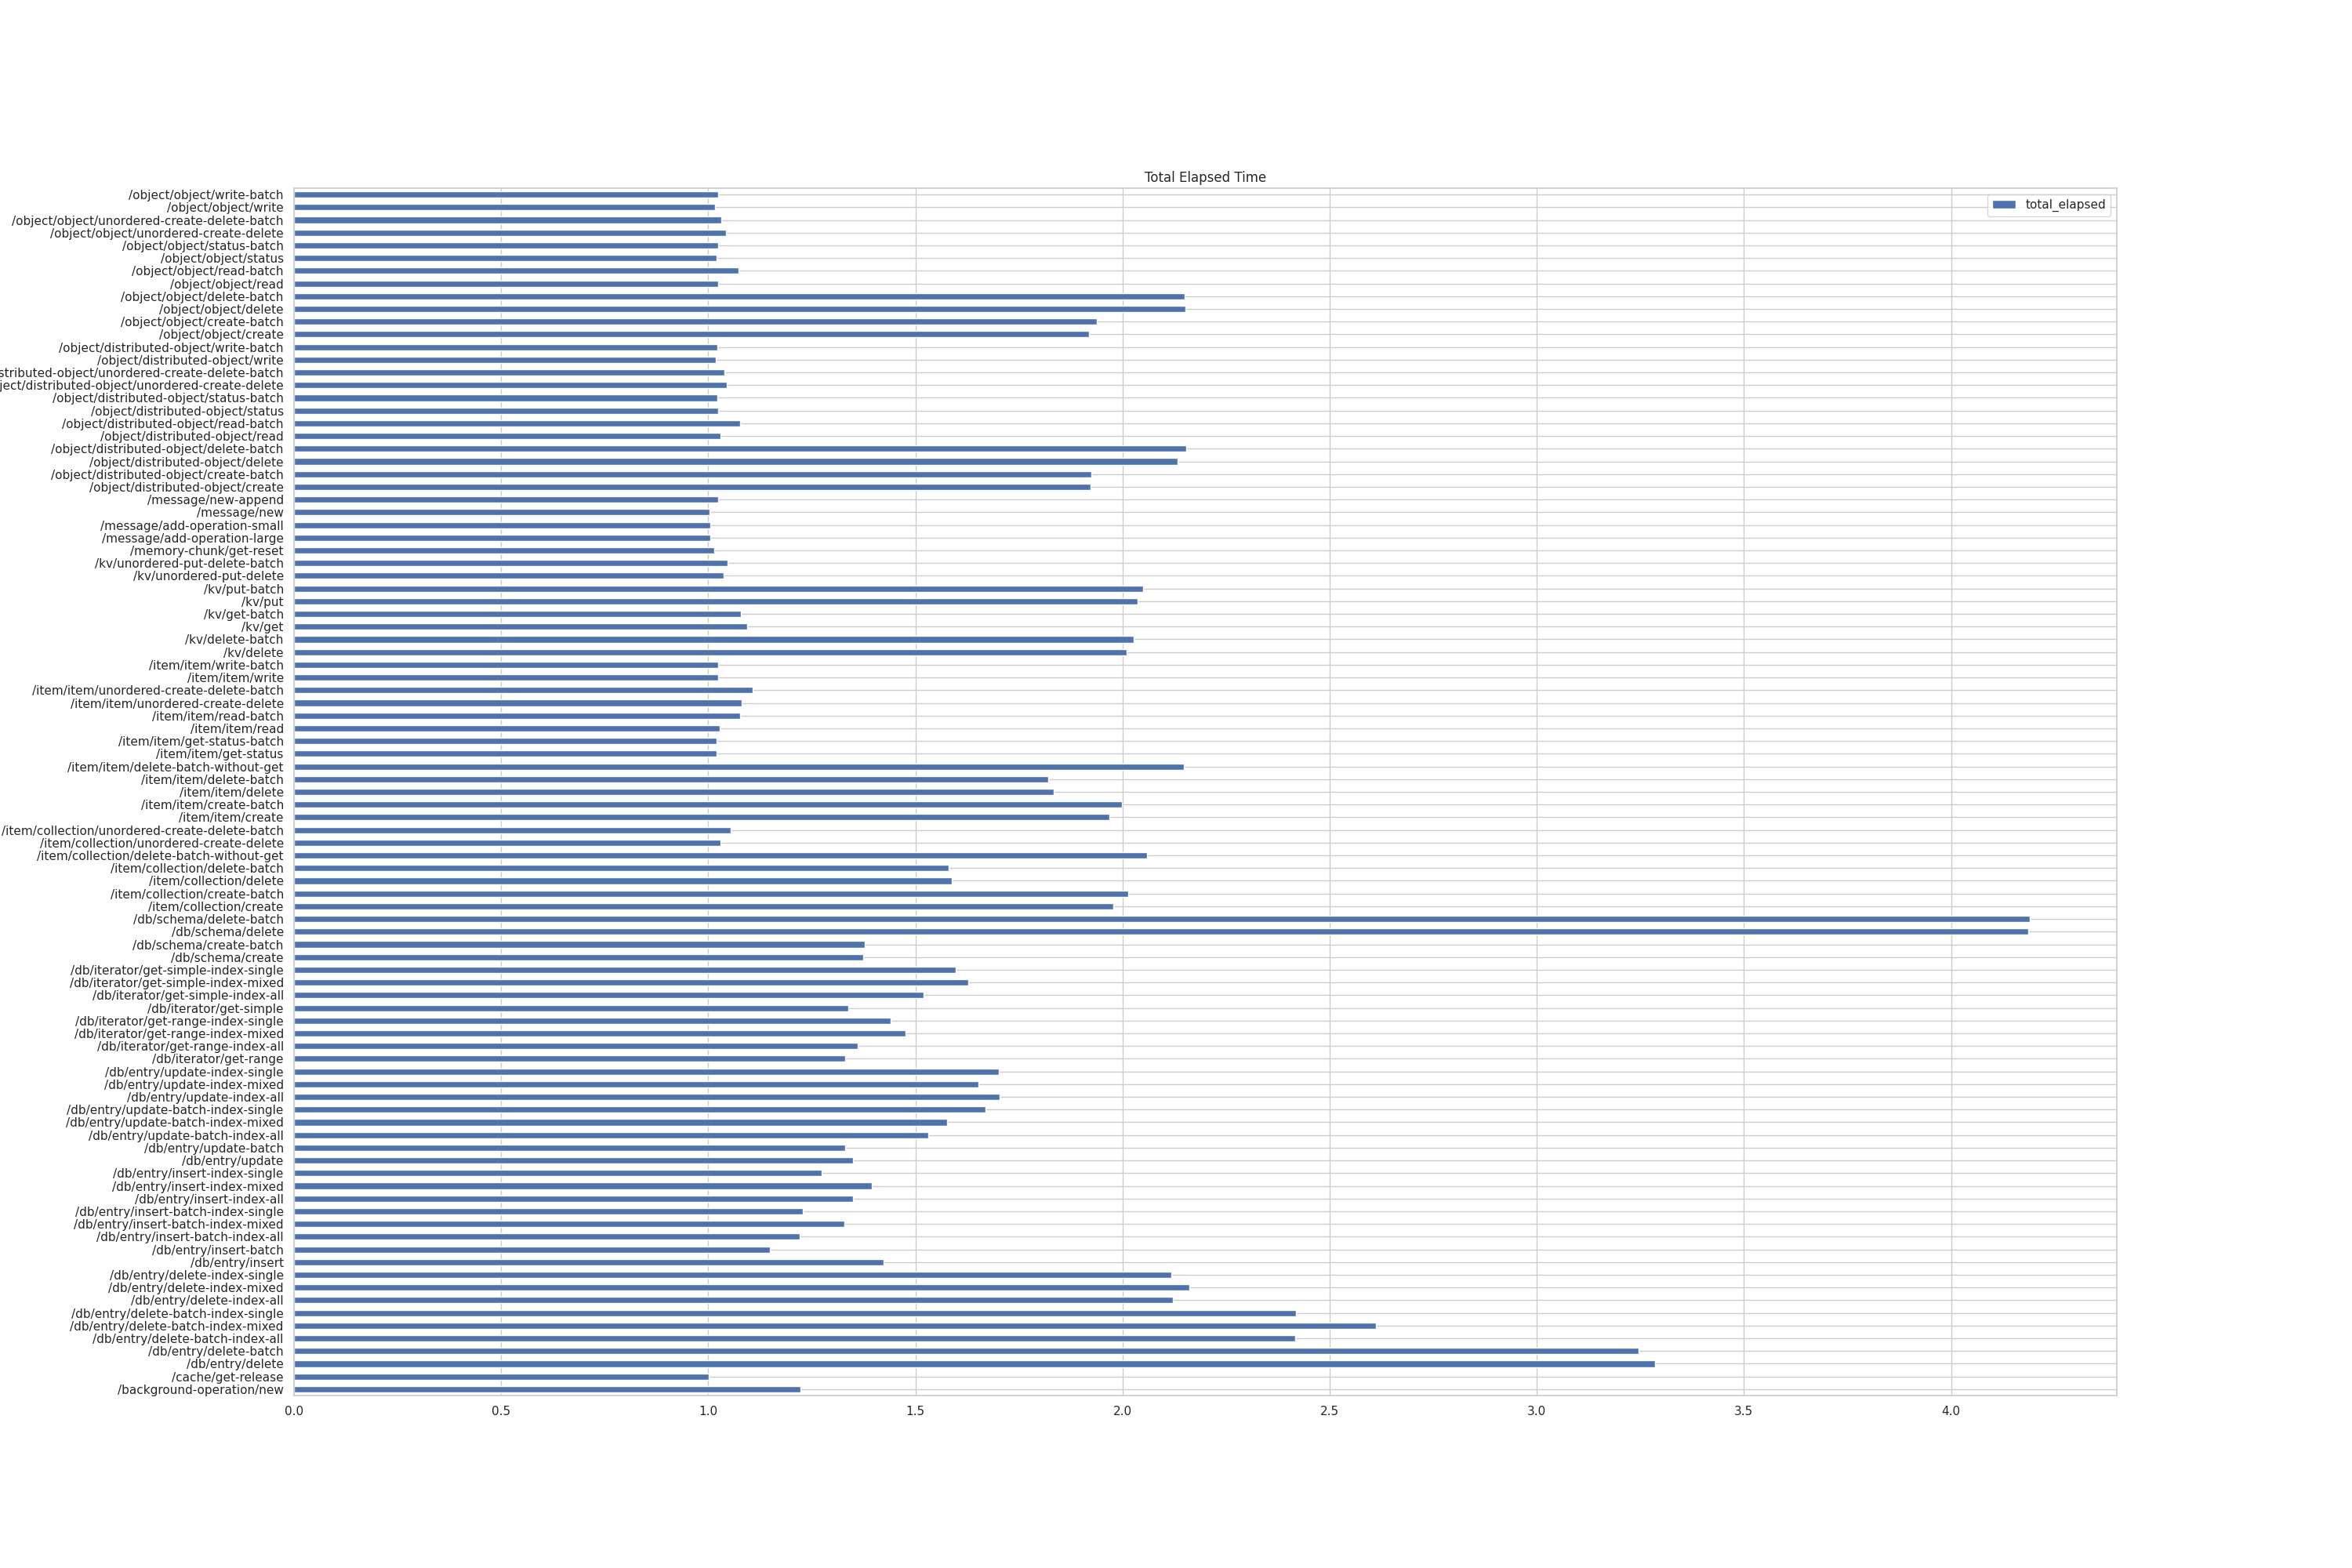 Total Elapsed Time
total_elapsed
/object/object/write-batch
/object/object/write
/object/object/unordered-create-delete-batch
/object/object/unordered-create-delete
/object/object/status-batch
/object/object/status
/object/object/read-batch
/object/object/read
/object/object/delete-batch
/object/object/delete
/object/object/create-batch
/object/object/create
/object/distributed-object/write-batch
/object/distributed-object/write
stributed-object/unordered-create-delete-batch
ject/distributed-object/unordered-create-delete
/object/distributed-object/status-batch
/object/distributed-object/status
/object/distributed-object/read-batch
/object/distributed-object/read
/object/distributed-object/delete-batch
/object/distributed-object/delete
/object/distributed-object/create-batch
/object/distributed-object/create
/message/new-append
/message/new
/message/add-operation-small
/message/add-operation-large
/memory-chunk/get-reset
/kv/unordered-put-delete-batch
/kv/unordered-put-delete
/kv/put-batch
/kv/put
/kv/get-batch
/kv/get
/kv/delete-batch
/kv/delete
/item/item/write-batch
/item/item/write
/item/item/unordered-create-delete-batch
/item/item/unordered-create-delete
/item/item/read-batch
/item/item/read
/item/item/get-status-batch
/item/item/get-status
/item/item/delete-batch-without-get
/item/item/delete-batch
/item/item/delete
/item/item/create-batch
/item/item/create
/item/collection/unordered-create-delete-batch
/item/collection/unordered-create-delete
/item/collection/delete-batch-without-get
/item/collection/delete-batch
/item/collection/delete
/item/collection/create-batch
/item/collection/create
/db/schema/delete-batch
/db/schema/delete
/db/schema/create-batch
/db/schema/create
/db/iterator/get-simple-index-single
/db/iterator/get-simple-index-mixed
/db/iterator/get-simple-index-all
/db/iterator/get-simple
/db/iterator/get-range-index-single
/db/iterator/get-range-index-mixed
/db/iterator/get-range-index-all
/db/iterator/get-range
/db/entry/update-index-single
/db/entry/update-index-mixed
/db/entry/update-index-all
/db/entry/update-batch-index-single
/db/entry/update-batch-index-mixed
/db/entry/update-batch-index-all
/db/entry/update-batch
/db/entry/update
/db/entry/insert-index-single
/db/entry/insert-index-mixed
/db/entry/insert-index-all
/db/entry/insert-batch-index-single
/db/entry/insert-batch-index-mixed
/db/entry/insert-batch-index-all
/db/entry/insert-batch
/db/entry/insert
/db/entry/delete-index-single
/db/entry/delete-index-mixed
/db/entry/delete-index-all
/db/entry/delete-batch-index-single
/db/entry/delete-batch-index-mixed
/db/entry/delete-batch-index-all
/db/entry/delete-batch
/db/entry/delete
/cache/get-release
/background-operation/new
0.0 0.5 1.0 1.5 2.0 2.5 3.0 3.5 4.0